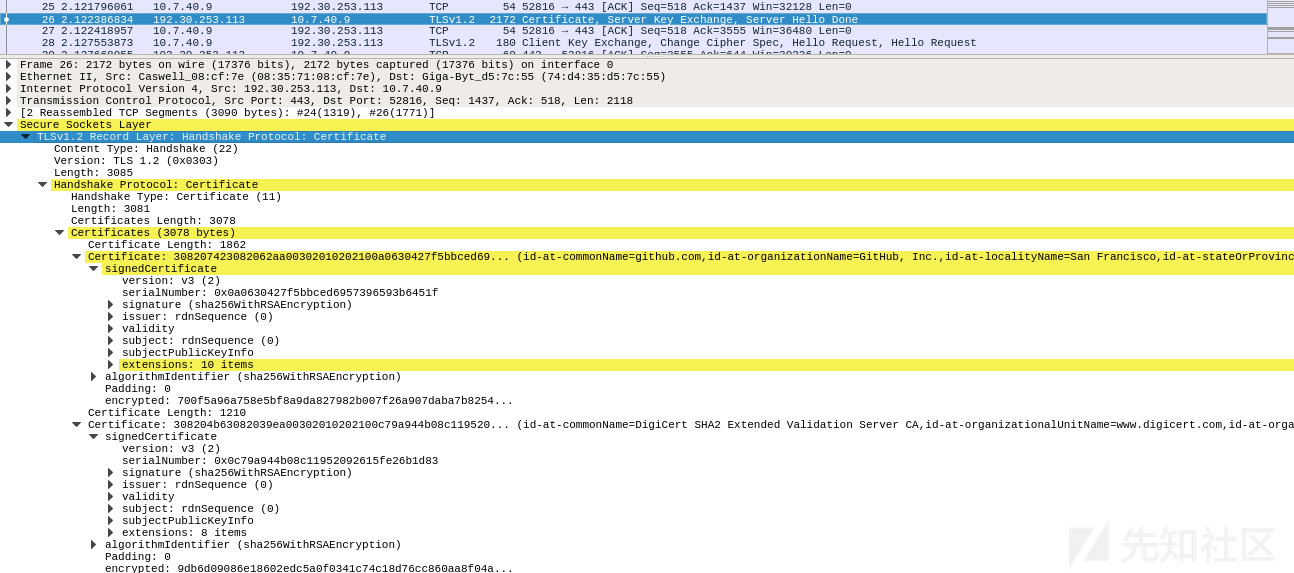 25 2.121796061 10.7.40.9 192.30.253.113 TCP 54 52816 → 443 [ACK] Seq=518 Ack=1437 Win=32128 Len=0
26 2.122386834 192.30.253.113 10.7.40.9 TLSv1.2 2172 Certificate, Server Key Exchange, Server Hello Done
27 2.122418957 10.7.40.9 192.30.253.113 TCP 54 52816 → 443 [ACK] Seq=518 Ack=3555 Win=36480 Len=0
28 2.127553873 10.7.40.9 192.30.253.113 TLSv1.2 180 Client Key Exchange, Change Cipher Spec, Hello Request, Hello Request
Frame 26: 2172 bytes on wire (17376 bits), 2172 bytes captured (17376 bits) on interface 0
Ethernet II, Src: Caswell_08:cf:7e (08:35:71:08:cf:7e), Dst: Giga-Byt_d5:7c:55 (74:d4:35:d5:7c:55)
Internet Protocol Version 4, Src: 192.30.253.113, Dst: 10.7.40.9
Transmission Control Protocol, Src Port: 443, Dst Port: 52816, Seq: 1437, Ack: 518, Len: 2118
[2 Reassembled TCP Segments (3090 bytes): #24(1319), #26(1771)]
Secure Sockets Layer
TLSv1.2 Record Layer: Handshake Protocol: Certificate
Content Type: Handshake (22)
Version: TLS 1.2 (0x0303)
Length: 3085
Handshake Protocol: Certificate
Handshake Type: Certificate (11)
Length: 3081
Certificates Length: 3078
Certificates (3078 bytes)
Certificate Length: 1862
Certificate: 308207423082062aa00302010202100a0630427f5bbced69... (id-at-commonName=github.com,id-at-organizationName=GitHub, Inc.,id-at-localityName=San Francisco,id-at-stateOrProvinc
signedCertificate
version: v3 (2)
serialNumber: 0x0a0630427f5bbced6957396593b6451f
signature (sha256WithRSAEncryption)
issuer: rdnSequence (0)
validity
subject: rdnSequence (0)
subjectPublicKeyInfo
extensions: 10 items
algorithmIdentifier (sha256WithRSAEncryption)
Padding: 0
encrypted: 700f5a96a758e5bf8a9da827982b007f26a907daba7b8254...
Certificate Length: 1210
Certificate: 308204b63082039ea00302010202100c79a944b08c119520... (id-at-commonName=DigiCert SHA2 Extended Validation Server CA,id-at-organizationalUnitName=www.digicert.com,id-at-orga
signedCertificate
version: v3 (2)
serialNumber: 0x0c79a944b08c11952092615fe26b1d83
signature (sha256WithRSAEncryption)
issuer: rdnSequence (0)
validity
subject: rdnSequence (0)
subjectPublicKeyInfo
extensions: 8 items
algorithmIdentifier (sha256WithRSAEncryption)
Padding: 0
encrypted: 9db6d09086e18602edc5a0f0341c74c18d76cc860aa8f04a...
先知社区